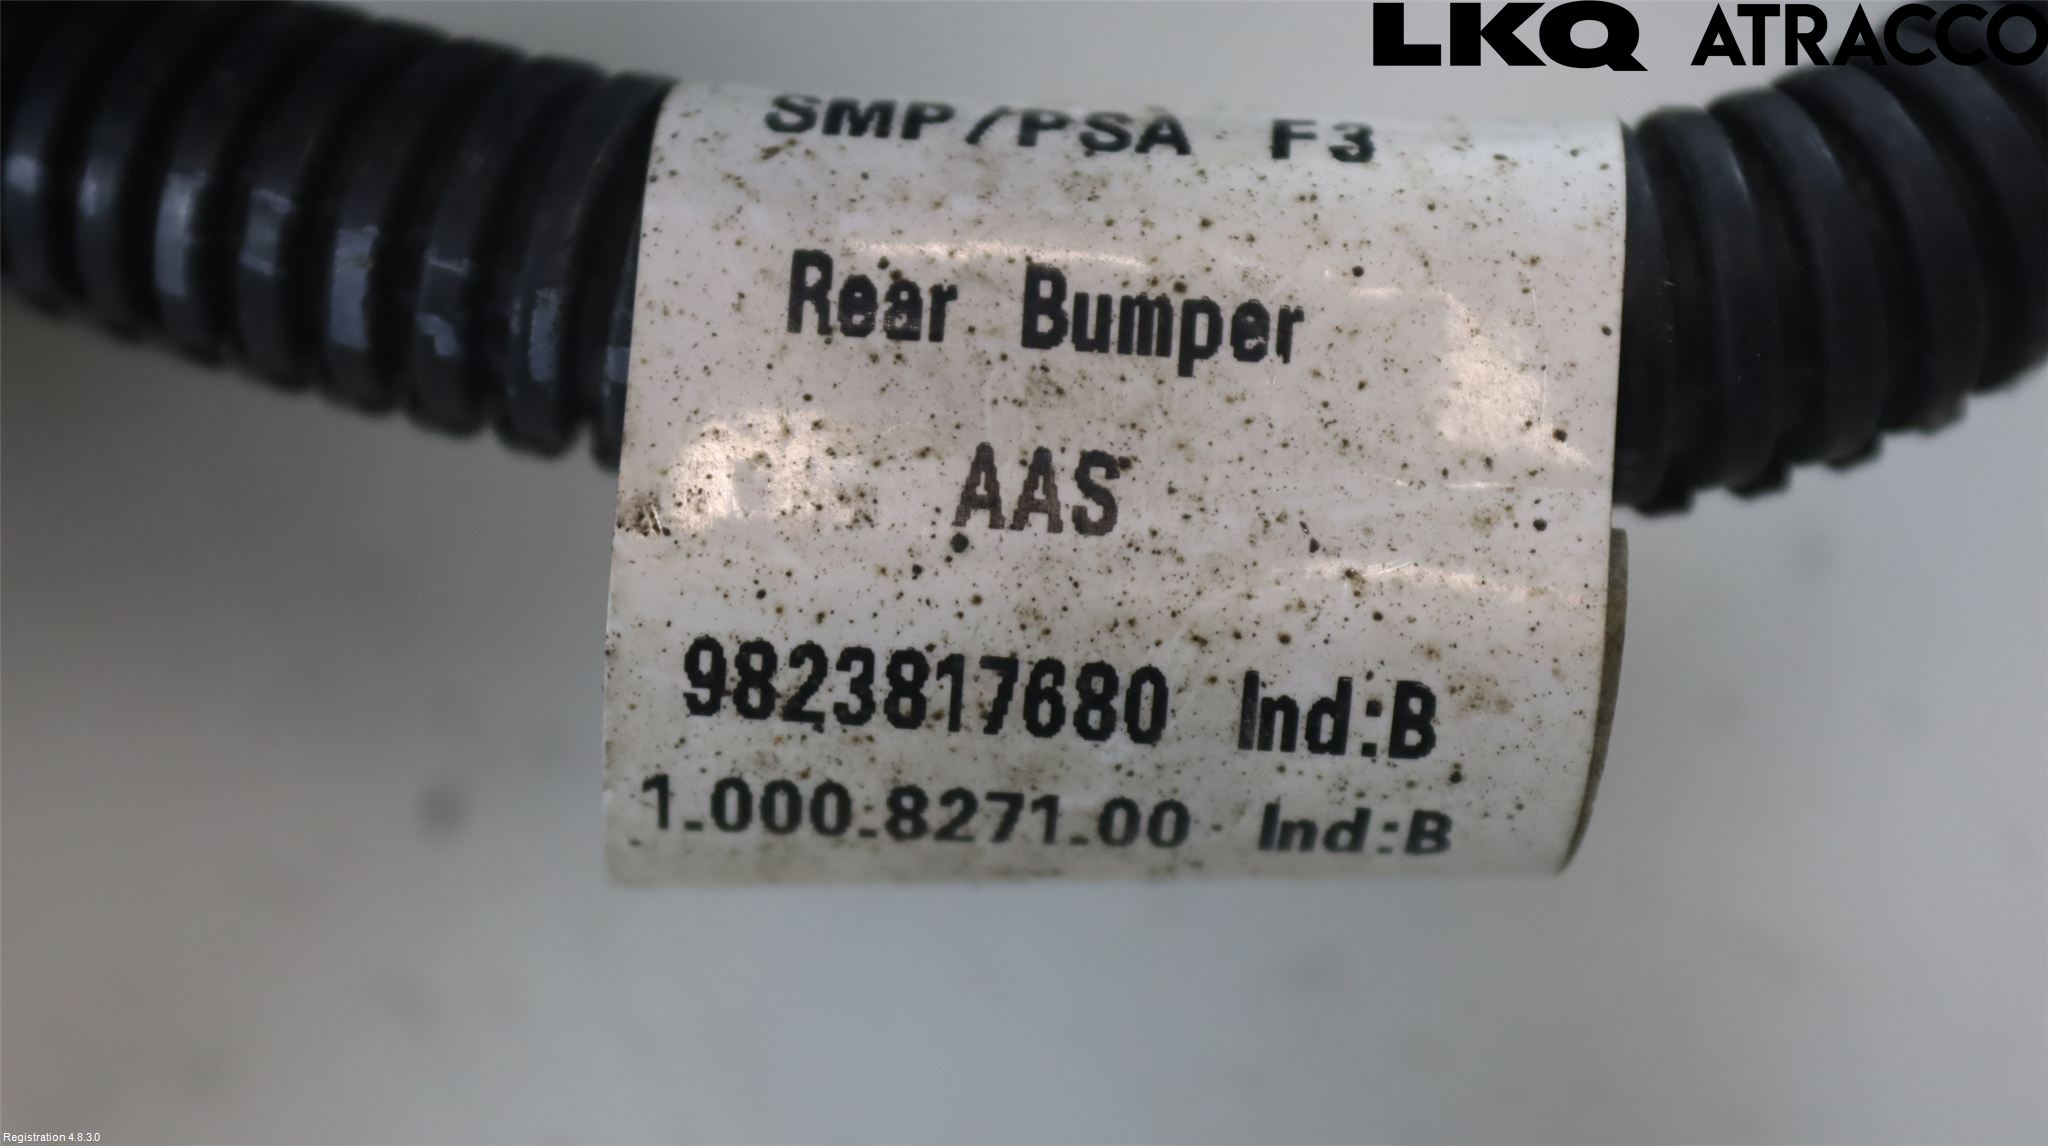 LKQ ATRACCO
SMP/PSA F3
Rear Bumper
AAS
9823817680 Ind:B
1.000.8271.00 Ind:B
Registration 4.8.3.0